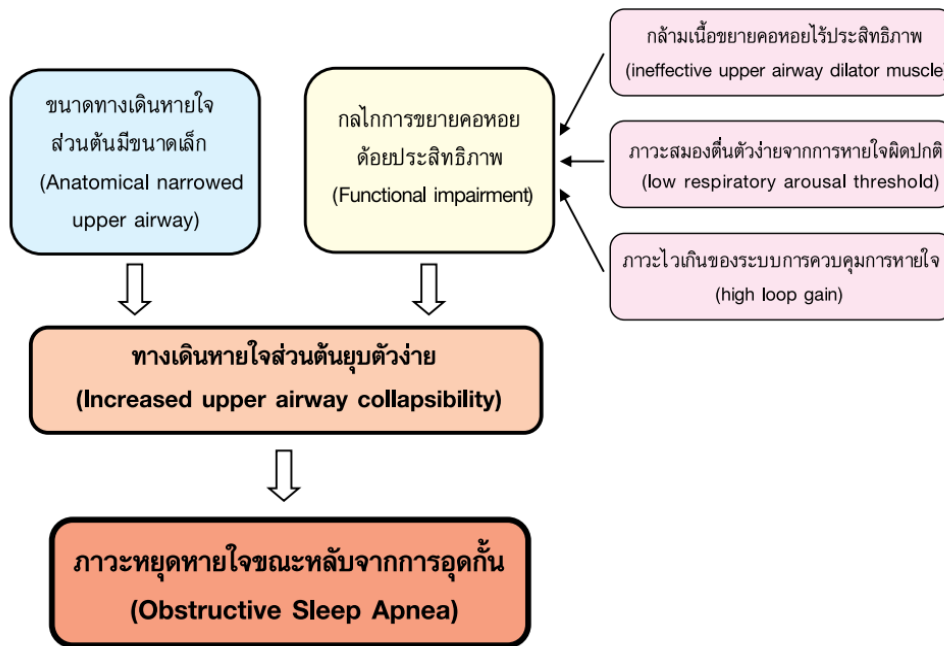 ขนาดทางเดินหายใจ
ส่วนต้นมีขนาดเล็ก
(Anatomical narrowed
upper airway)
กลไกการขยายคอหอย
ด้อยประสิทธิภาพ
(Functional impairment)
กล้ามเนื้อขยายคอหอยไร้ประสิทธิภาพ
(ineffective upper airway dilator muscle)
ภาวะสมองตื่นตัวง่ายจากการหายใจผิดปกติ
(low respiratory arousal threshold)
ภาวะไวเกินของระบบการควบคุมการหายใจ
(high loop gain)
ทางเดินหายใจส่วนต้นยุบตัวง่าย
(Increased upper airway collapsibility)
ภาวะหยุดหายใจขณะหลับจากการอุดกั้น
(Obstructive Sleep Apnea)